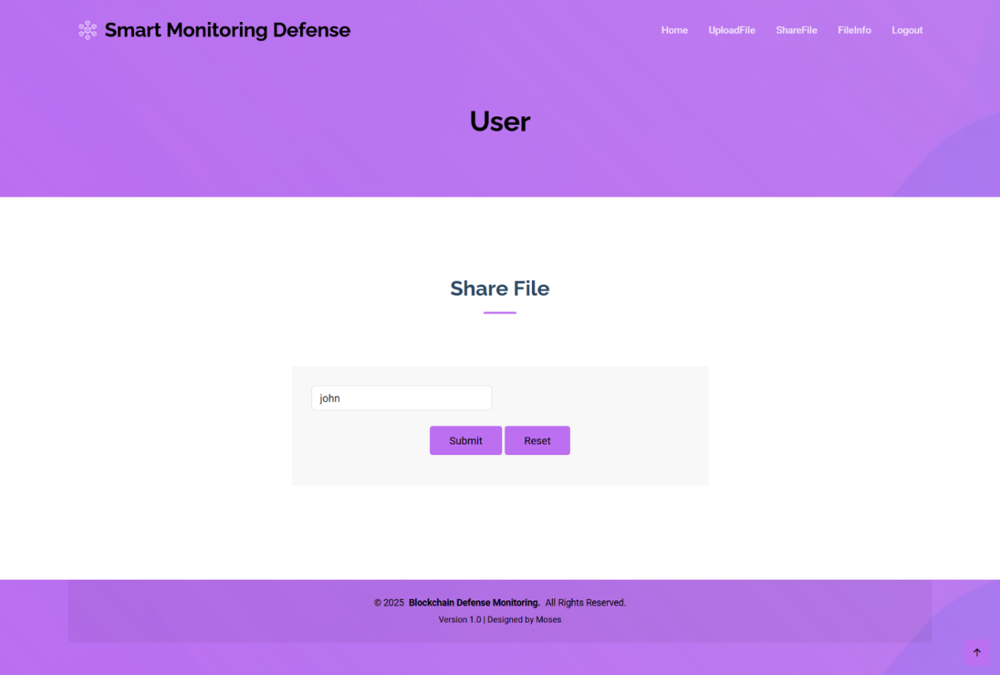 Smart Monitoring Defense
Home UploadFile ShareFile FileInfo Logout
User
Share File
john
Submit Reset
© 2025 Blockchain Defense Monitoring. All Rights Reserved.
Version 1.0 | Designed by Moses